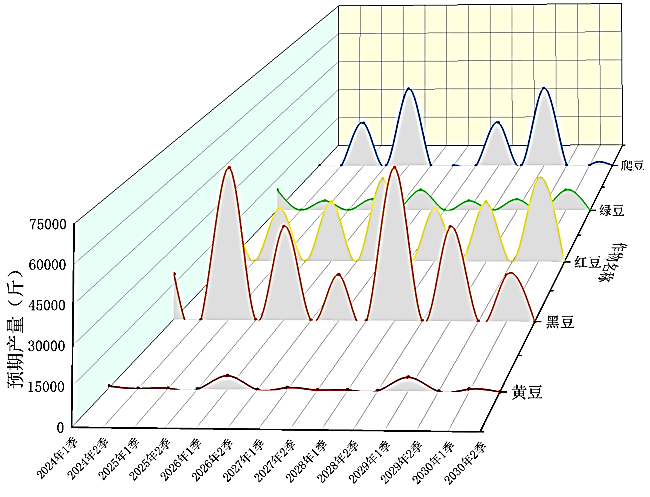 预期产量（斤）
75000
60000
45000
30000
15000
0
2024年1季
2024年2季
2025年1季
2025年2季
2026年1季
2026年2季
2027年1季
2027年2季
2028年1季
2028年2季
2029年1季
2029年2季
2030年1季
2030年2季
爬豆
绿豆
红豆
黑豆
黄豆
作物名称